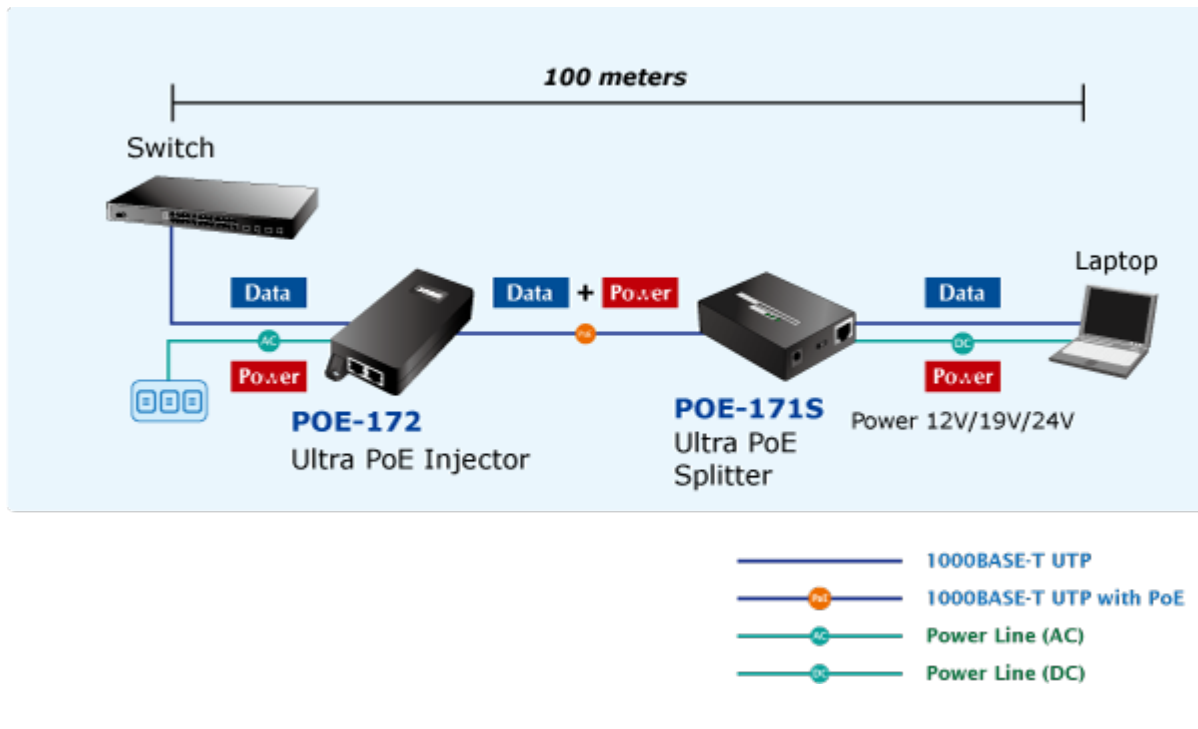 100 meters
Switch
Laptop
Data
Data + Power
Data
AC
PoE
DC
Power
Power
POE-172
Ultra PoE Injector
POE-171S
Ultra PoE
Splitter
Power 12V/19V/24V
1000BASE-T UTP
PoE
1000BASE-T UTP with PoE
AC
Power Line (AC)
DC
Power Line (DC)